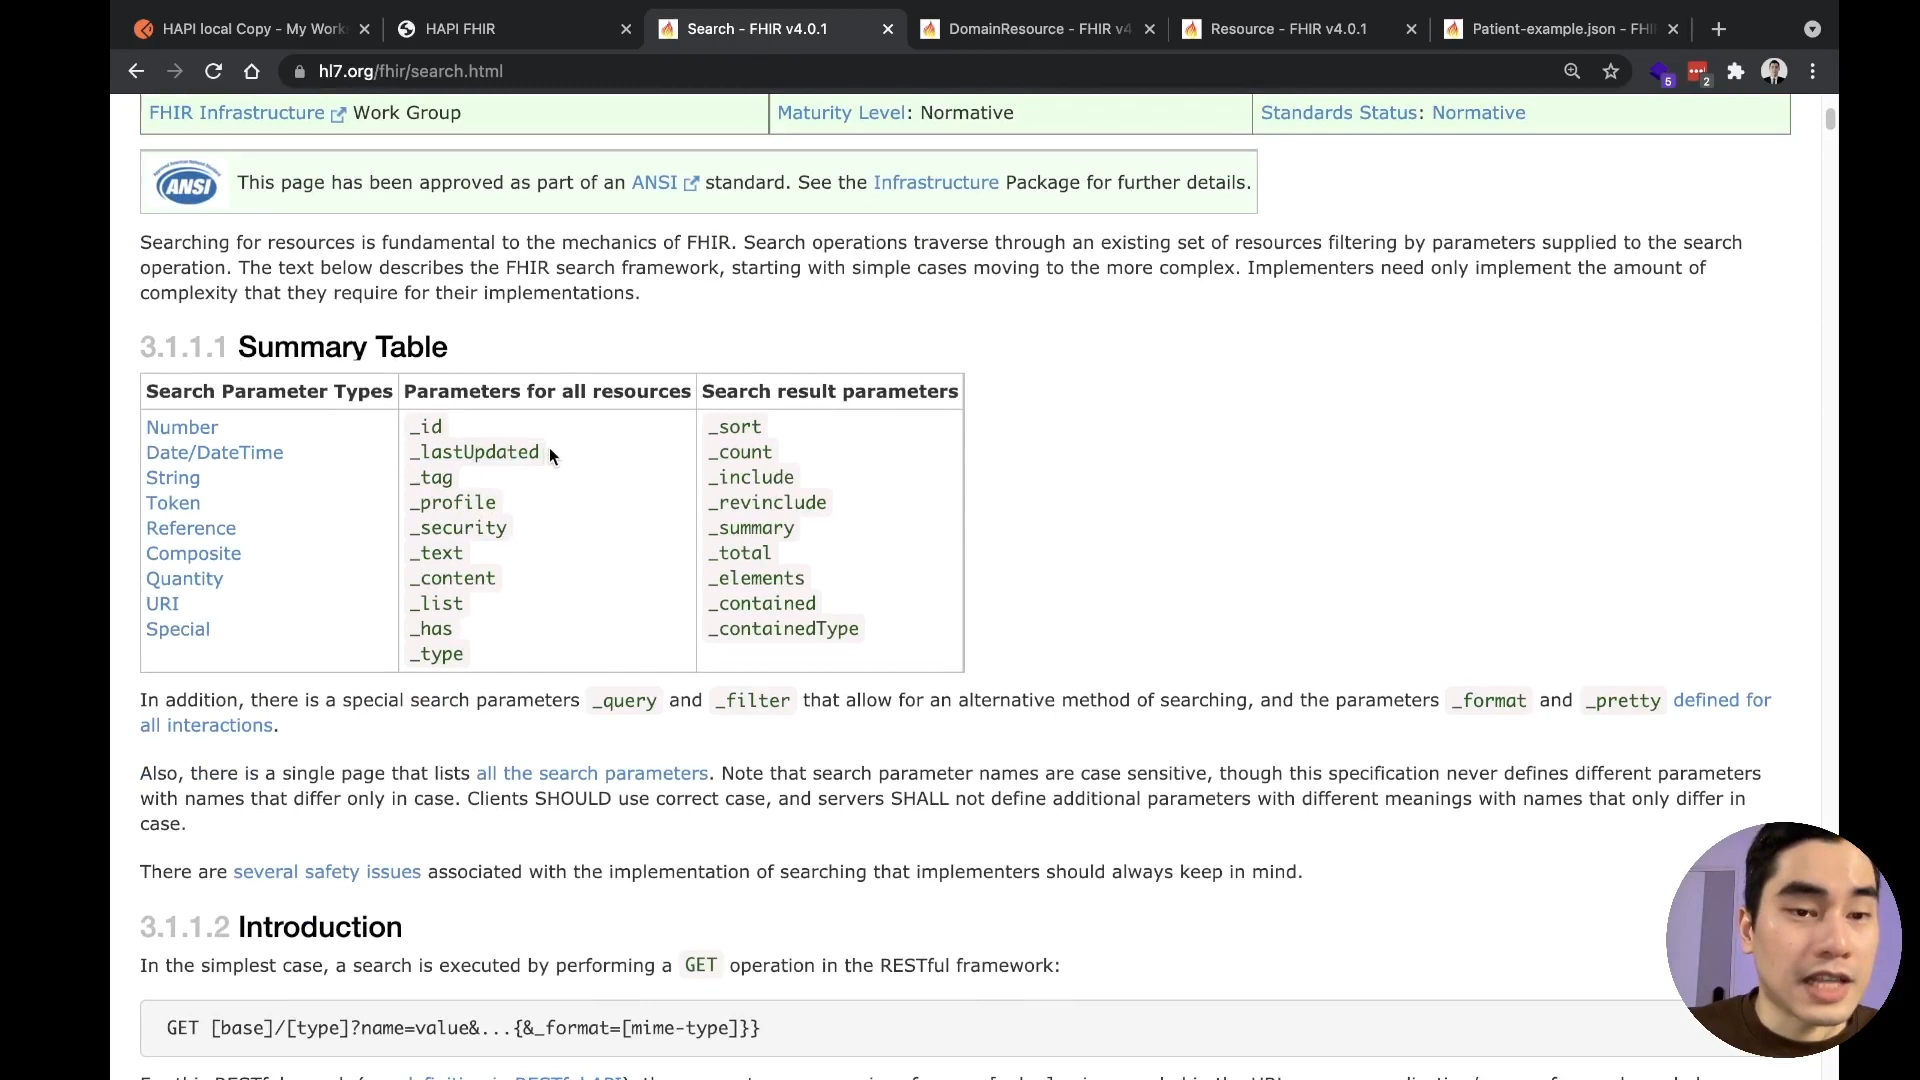 HAPI local Copy - My Work
HAPI FHIR
Search - FHIR v4.0.1
DomainResource - FHIR v4
Resource - FHIR v4.0.1
Patient-example.json - FHI
hl7.org/fhir/search.html
5
2
FHIR Infrastructure Work Group
Maturity Level: Normative
Standards Status: Normative
ANSI
This page has been approved as part of an ANSI standard. See the Infrastructure Package for further details.
Searching for resources is fundamental to the mechanics of FHIR. Search operations traverse through an existing set of resources filtering by parameters supplied to the search
operation. The text below describes the FHIR search framework, starting with simple cases moving to the more complex. Implementers need only implement the amount of
complexity that they require for their implementations.
3.1.1.1 Summary Table
Search Parameter Types Parameters for all resources Search result parameters
Number _id _sort
Date/DateTime _lastUpdated _count
String _tag _include
Token _profile _revinclude
Reference _security _summary
Composite _text _total
Quantity _content _elements
URI _list _contained
Special _has _containedType
_type
In addition, there is a special search parameters _query and _filter that allow for an alternative method of searching, and the parameters _format and _pretty defined for
all interactions.
Also, there is a single page that lists all the search parameters. Note that search parameter names are case sensitive, though this specification never defines different parameters
with names that differ only in case. Clients SHOULD use correct case, and servers SHALL not define additional parameters with different meanings with names that only differ in
case.
There are several safety issues associated with the implementation of searching that implementers should always keep in mind.
3.1.1.2 Introduction
In the simplest case, a search is executed by performing a GET operation in the RESTful framework:
GET [base]/[type]?name=value&...{&_format=[mime-type]}}